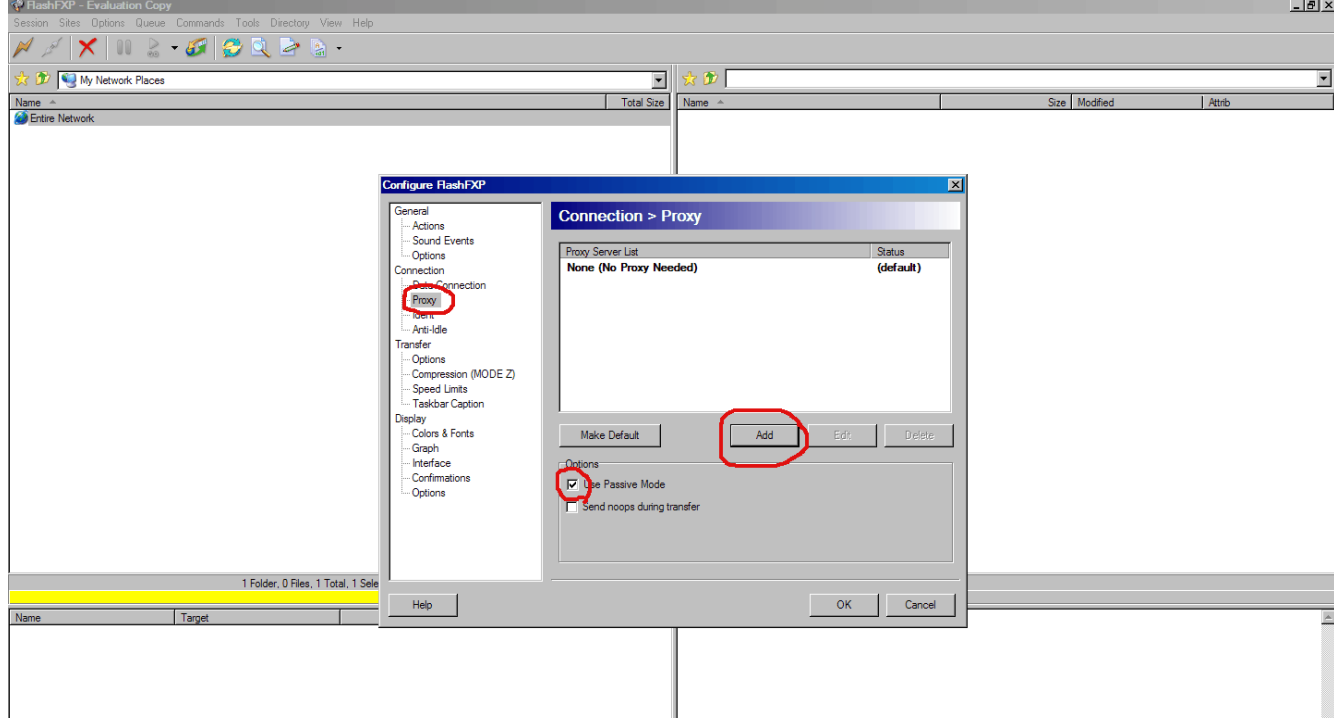 FlashFXP - Evaluation Copy
Session Sites Options Queue Commands Tools Directory View Help
My Network Places
Name Total Size
Name Size Modified Attrib
Entire Network
Configure FlashFXP
General
Actions
Sound Events
Options
Connection
Data Connection
Proxy
Ident
Anti-Idle
Transfer
Options
Compression (MODE Z)
Speed Limits
Taskbar Caption
Display
Colors & Fonts
Graph
Interface
Confirmations
Options
Connection > Proxy
Proxy Server List Status
None (No Proxy Needed) (default)
Make Default Add Edit Delete
Options
Use Passive Mode
Send noops during transfer
Help OK Cancel
1 Folder, 0 Files, 1 Total, 1 Sele
Name Target